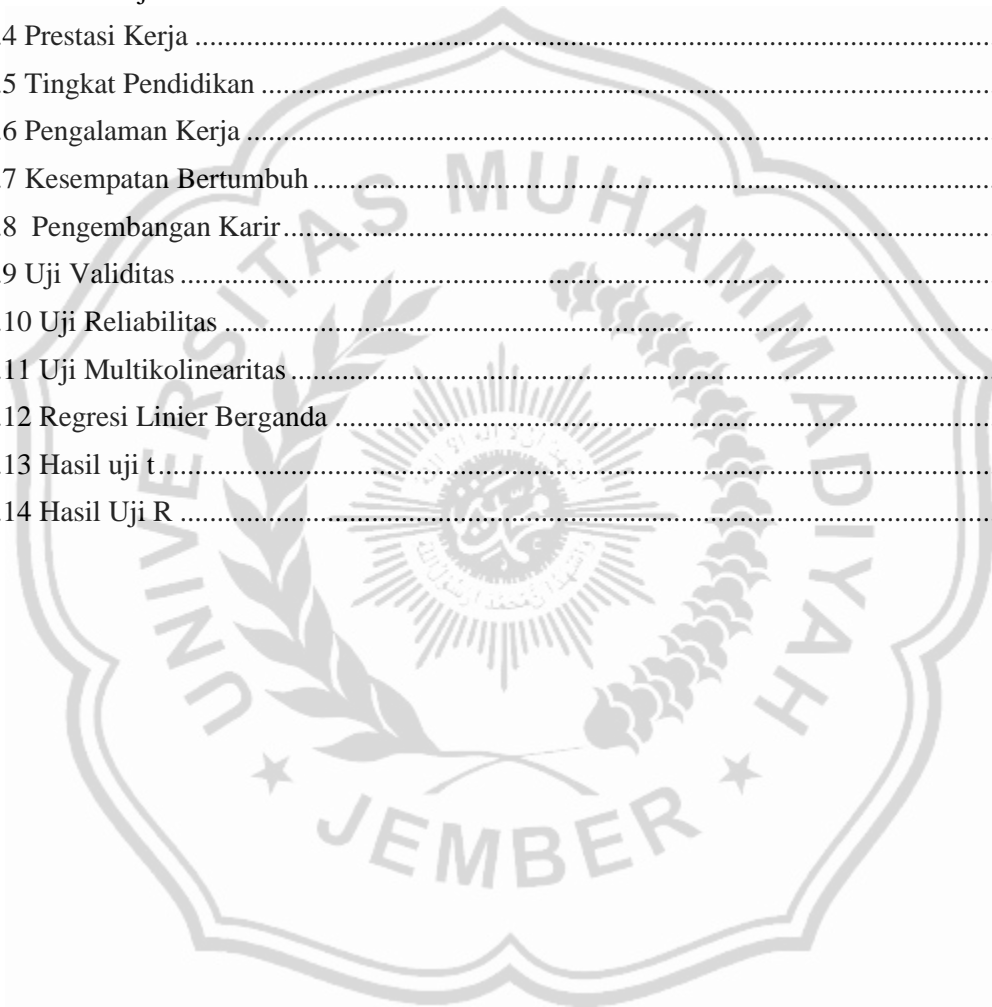 .4 Prestasi Kerja ........................................................................................................
.5 Tingkat Pendidikan ...............................................................................................
.6 Pengalaman Kerja .................................................................................................
.7 Kesempatan Bertumbuh ........................................................................................
.8  Pengembangan Karir ............................................................................................
.9 Uji Validitas ..........................................................................................................
.10 Uji Reliabilitas ....................................................................................................
.11 Uji Multikolinearitas ...........................................................................................
.12 Regresi Linier Berganda .....................................................................................
.13 Hasil uji t .............................................................................................................
.14 Hasil Uji R ..........................................................................................................
UNIVERSITAS MUHAMMADIYAH
JEMBER